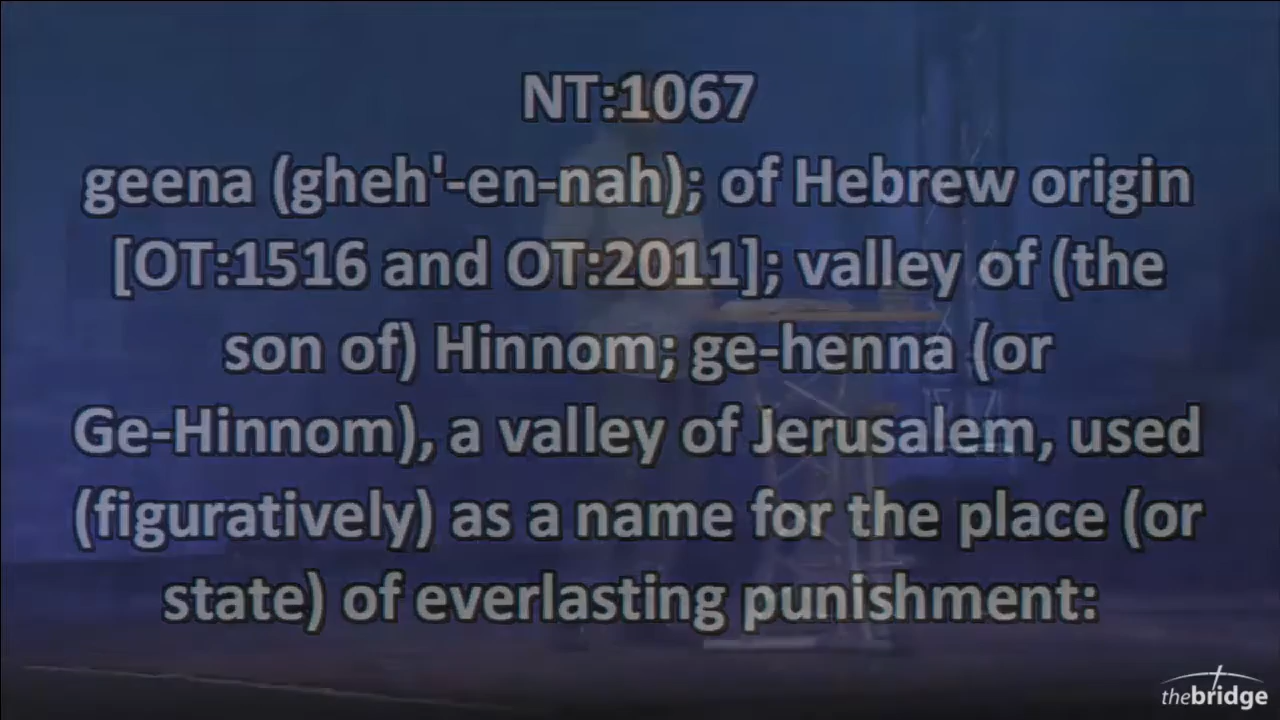 NT:1067
geena (gheh'-en-nah); of Hebrew origin
[OT:1516 and OT:2011]; valley of (the
son of) Hinnom; ge-henna (or
Ge-Hinnom), a valley of Jerusalem, used
(figuratively) as a name for the place (or
state) of everlasting punishment:
thebridge